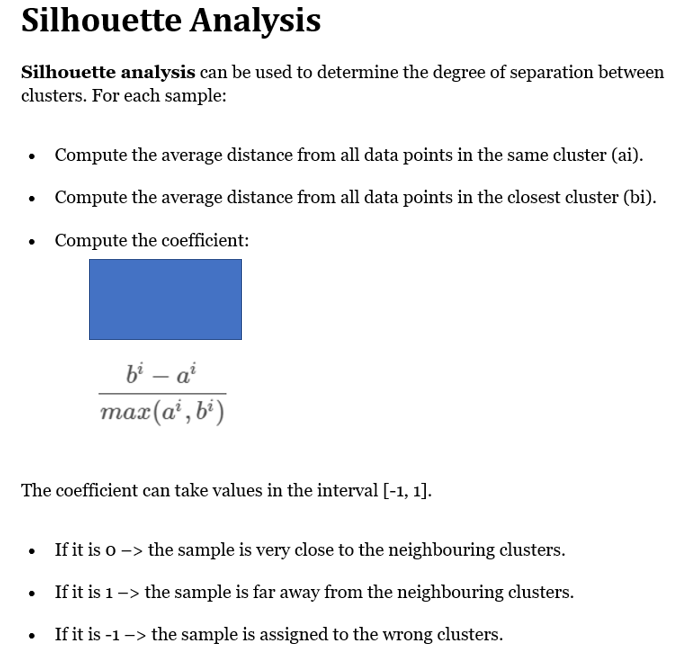 Silhouette Analysis
Silhouette analysis can be used to determine the degree of separation between
clusters. For each sample:
• Compute the average distance from all data points in the same cluster (ai).
• Compute the average distance from all data points in the closest cluster (bi).
• Compute the coefficient:
bⁱ – aⁱ
max(aⁱ, bⁱ)
The coefficient can take values in the interval [-1, 1].
• If it is 0 –> the sample is very close to the neighbouring clusters.
• If it is 1 –> the sample is far away from the neighbouring clusters.
• If it is -1 –> the sample is assigned to the wrong clusters.